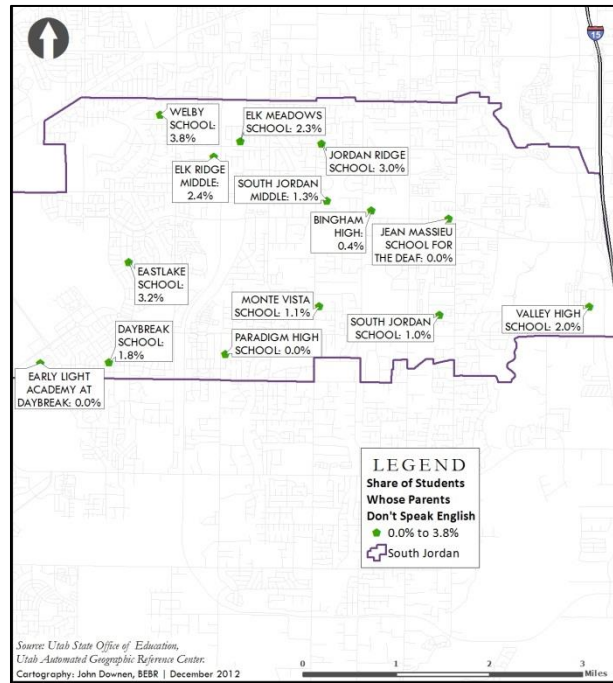 15
WELBY
SCHOOL:
3.8%
ELK MEADOWS
SCHOOL: 2.3%
ELK RIDGE
MIDDLE:
2.4%
JORDAN RIDGE
SCHOOL: 3.0%
SOUTH JORDAN
MIDDLE: 1.3%
BINGHAM
HIGH:
0.4%
JEAN MASSIEU
SCHOOL FOR
THE DEAF: 0.0%
EASTLAKE
SCHOOL:
3.2%
MONTE VISTA
SCHOOL: 1.1%
SOUTH JORDAN
SCHOOL: 1.0%
VALLEY HIGH
SCHOOL: 2.0%
DAYBREAK
SCHOOL:
1.8%
PARADIGM HIGH
SCHOOL: 0.0%
EARLY LIGHT
ACADEMY AT
DAYBREAK: 0.0%
LEGEND
Share of Students
Whose Parents
Don't Speak English
0.0% to 3.8%
South Jordan
Source: Utah State Office of Education,
Utah Automated Geographic Reference Center.
Cartography: John Downen, BEBR | December 2012
0 1 2 3
Miles